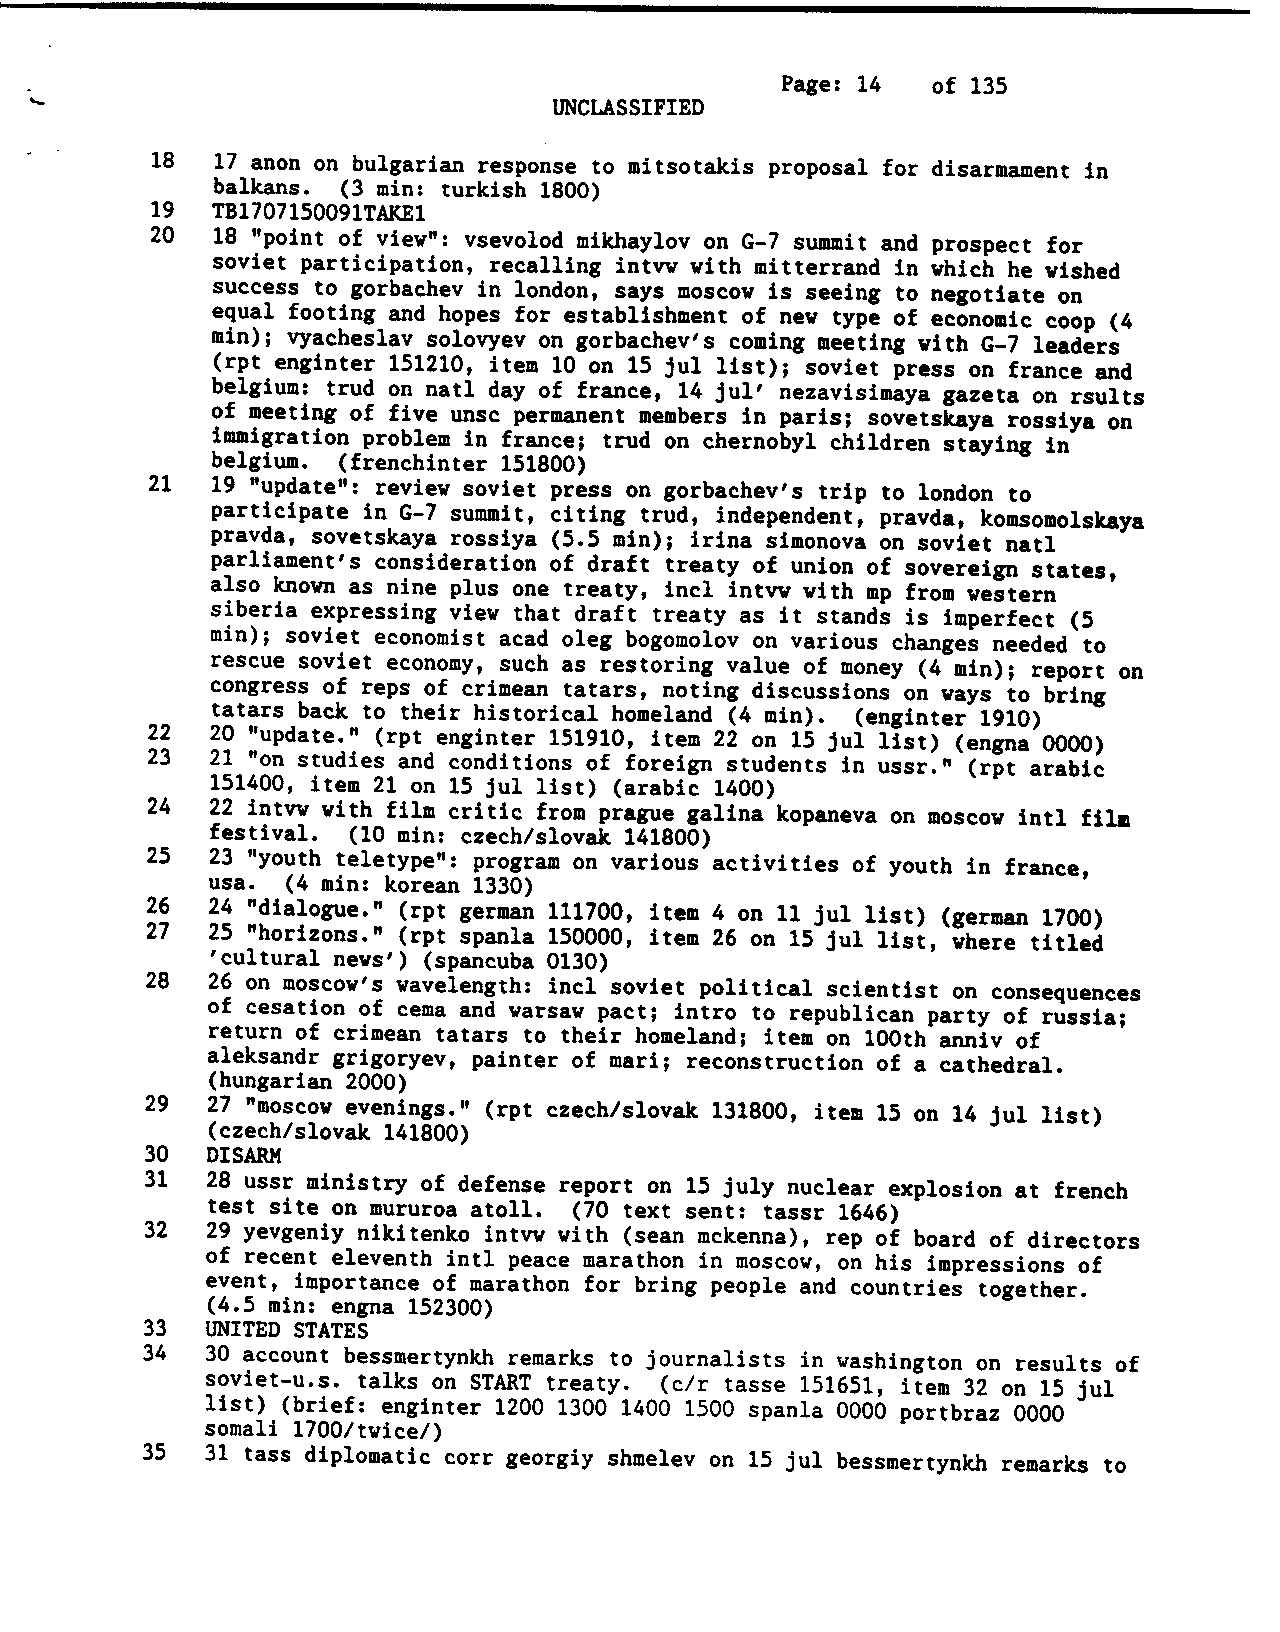 Page: 14 of 135
UNCLASSIFIED
18 17 anon on bulgarian response to mitsotakis proposal for disarmament in
balkans. (3 min: turkish 1800)
19 TB1707150091TAKE1
20 18 "point of view": vsevolod mikhaylov on G-7 summit and prospect for
soviet participation, recalling intvw with mitterrand in which he wished
success to gorbachev in london, says moscow is seeing to negotiate on
equal footing and hopes for establishment of new type of economic coop (4
min); vyacheslav solovyev on gorbachev's coming meeting with G-7 leaders
(rpt enginter 151210, item 10 on 15 jul list); soviet press on france and
belgium: trud on natl day of france, 14 jul' nezavisimaya gazeta on rsults
of meeting of five unsc permanent members in paris; sovetskaya rossiya on
immigration problem in france; trud on chernobyl children staying in
belgium. (frenchinter 151800)
21 19 "update": review soviet press on gorbachev's trip to london to
participate in G-7 summit, citing trud, independent, pravda, komsomolskaya
pravda, sovetskaya rossiya (5.5 min); irina simonova on soviet natl
parliament's consideration of draft treaty of union of sovereign states,
also known as nine plus one treaty, incl intvw with mp from western
siberia expressing view that draft treaty as it stands is imperfect (5
min); soviet economist acad oleg bogomolov on various changes needed to
rescue soviet economy, such as restoring value of money (4 min); report on
congress of reps of crimean tatars, noting discussions on ways to bring
tatars back to their historical homeland (4 min). (enginter 1910)
22 20 "update." (rpt enginter 151910, item 22 on 15 jul list) (engna 0000)
23 21 "on studies and conditions of foreign students in ussr." (rpt arabic
151400, item 21 on 15 jul list) (arabic 1400)
24 22 intvw with film critic from prague galina kopaneva on moscow intl film
festival. (10 min: czech/slovak 141800)
25 23 "youth teletype": program on various activities of youth in france,
usa. (4 min: korean 1330)
26 24 "dialogue." (rpt german 111700, item 4 on 11 jul list) (german 1700)
27 25 "horizons." (rpt spanla 150000, item 26 on 15 jul list, where titled
'cultural news') (spancuba 0130)
28 26 on moscow's wavelength: incl soviet political scientist on consequences
of cesation of cema and warsaw pact; intro to republican party of russia;
return of crimean tatars to their homeland; item on 100th anniv of
aleksandr grigoryev, painter of mari; reconstruction of a cathedral.
(hungarian 2000)
29 27 "moscow evenings." (rpt czech/slovak 131800, item 15 on 14 jul list)
(czech/slovak 141800)
30 DISARM
31 28 ussr ministry of defense report on 15 july nuclear explosion at french
test site on mururoa atoll. (70 text sent: tassr 1646)
32 29 yevgeniy nikitenko intvw with (sean mckenna), rep of board of directors
of recent eleventh intl peace marathon in moscow, on his impressions of
event, importance of marathon for bring people and countries together.
(4.5 min: engna 152300)
33 UNITED STATES
34 30 account bessmertynkh remarks to journalists in washington on results of
soviet-u.s. talks on START treaty. (c/r tasse 151651, item 32 on 15 jul
list) (brief: enginter 1200 1300 1400 1500 spanla 0000 portbraz 0000
somali 1700/twice/)
35 31 tass diplomatic corr georgiy shmelev on 15 jul bessmertynkh remarks to